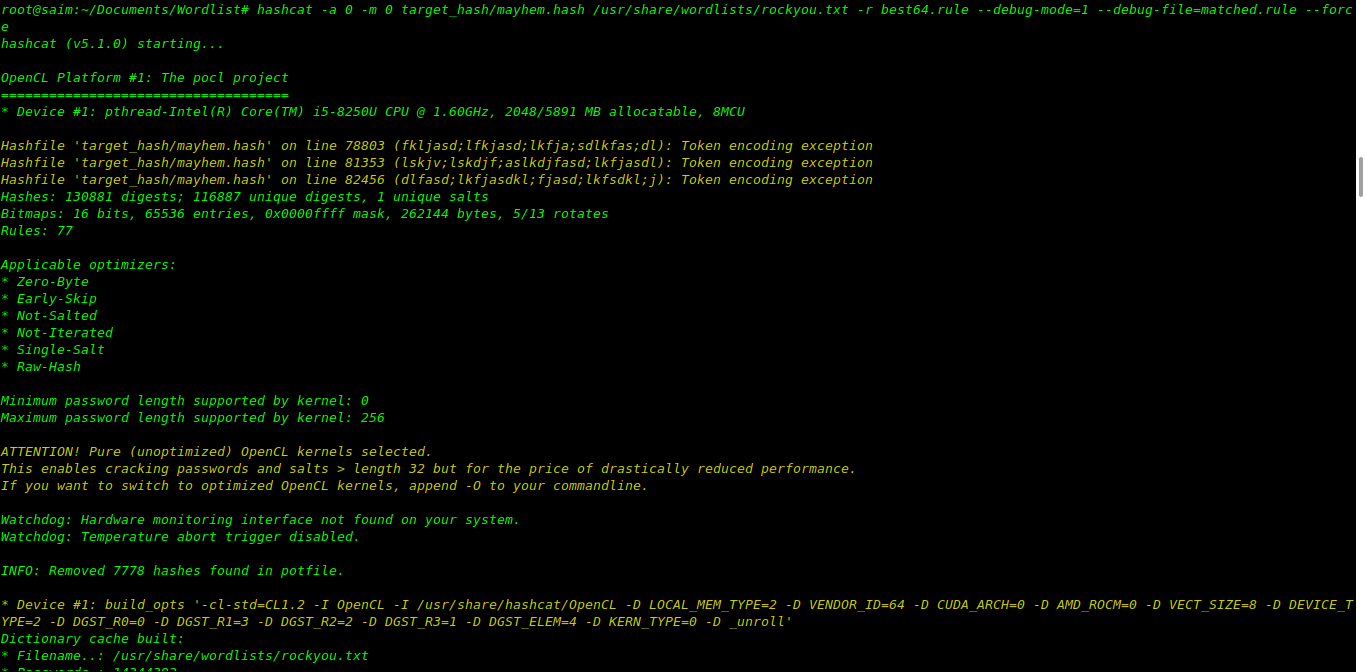 root@saim:~/Documents/Wordlist# hashcat -a 0 -m 0 target_hash/mayhem.hash /usr/share/wordlists/rockyou.txt -r best64.rule --debug-mode=1 --debug-file=matched.rule --forc
e
hashcat (v5.1.0) starting...
OpenCL Platform #1: The pocl project
====================================
* Device #1: pthread-Intel(R) Core(TM) i5-8250U CPU @ 1.60GHz, 2048/5891 MB allocatable, 8MCU
Hashfile 'target_hash/mayhem.hash' on line 78803 (fkljasd;lfkjasd;lkfja;sdlkfas;dl): Token encoding exception
Hashfile 'target_hash/mayhem.hash' on line 81353 (lskjv;lskdjf;aslkdjfasd;lkfjasdl): Token encoding exception
Hashfile 'target_hash/mayhem.hash' on line 82456 (dlfasd;lkfjasdkl;fjasd;lkfsdkl;j): Token encoding exception
Hashes: 130881 digests; 116887 unique digests, 1 unique salts
Bitmaps: 16 bits, 65536 entries, 0x0000ffff mask, 262144 bytes, 5/13 rotates
Rules: 77
Applicable optimizers:
* Zero-Byte
* Early-Skip
* Not-Salted
* Not-Iterated
* Single-Salt
* Raw-Hash
Minimum password length supported by kernel: 0
Maximum password length supported by kernel: 256
ATTENTION! Pure (unoptimized) OpenCL kernels selected.
This enables cracking passwords and salts > length 32 but for the price of drastically reduced performance.
If you want to switch to optimized OpenCL kernels, append -O to your commandline.
Watchdog: Hardware monitoring interface not found on your system.
Watchdog: Temperature abort trigger disabled.
INFO: Removed 7778 hashes found in potfile.
* Device #1: build_opts '-cl-std=CL1.2 -I OpenCL -I /usr/share/hashcat/OpenCL -D LOCAL_MEM_TYPE=2 -D VENDOR_ID=64 -D CUDA_ARCH=0 -D AMD_ROCM=0 -D VECT_SIZE=8 -D DEVICE_T
YPE=2 -D DGST_R0=0 -D DGST_R1=3 -D DGST_R2=2 -D DGST_R3=1 -D DGST_ELEM=4 -D KERN_TYPE=0 -D _unroll'
Dictionary cache built:
* Filename..: /usr/share/wordlists/rockyou.txt